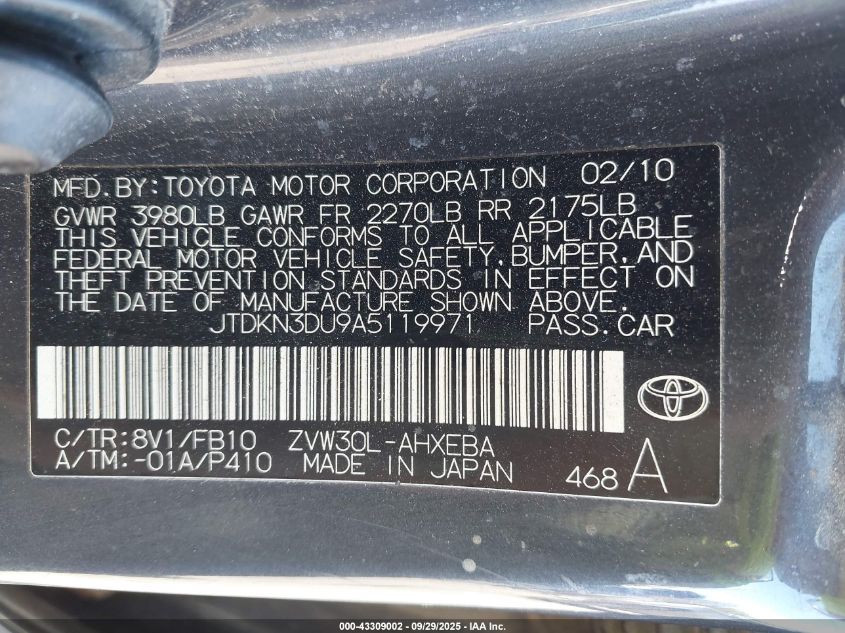 MFD.BY:TOYOTA MOTOR CORPORATION 02/10
GVWR 3980LB GAWR FR 2270LB RR 2175LB
THIS VEHICLE CONFORMS TO ALL APPLICABLE
FEDERAL MOTOR VEHICLE SAFETY,BUMPER,AND
THEFT PREVENTION STANDARDS IN EFFECT ON
THE DATE OF MANUFACTURE SHOWN ABOVE.
JTDKN3DU9A5119971 PASS.CAR
C/TR:8V1/FB10 ZVW30L-AHXEBA
A/TM:-01A/P410 MADE IN JAPAN 468 A
000-43309002 - 09/29/2025 - IAA Inc.